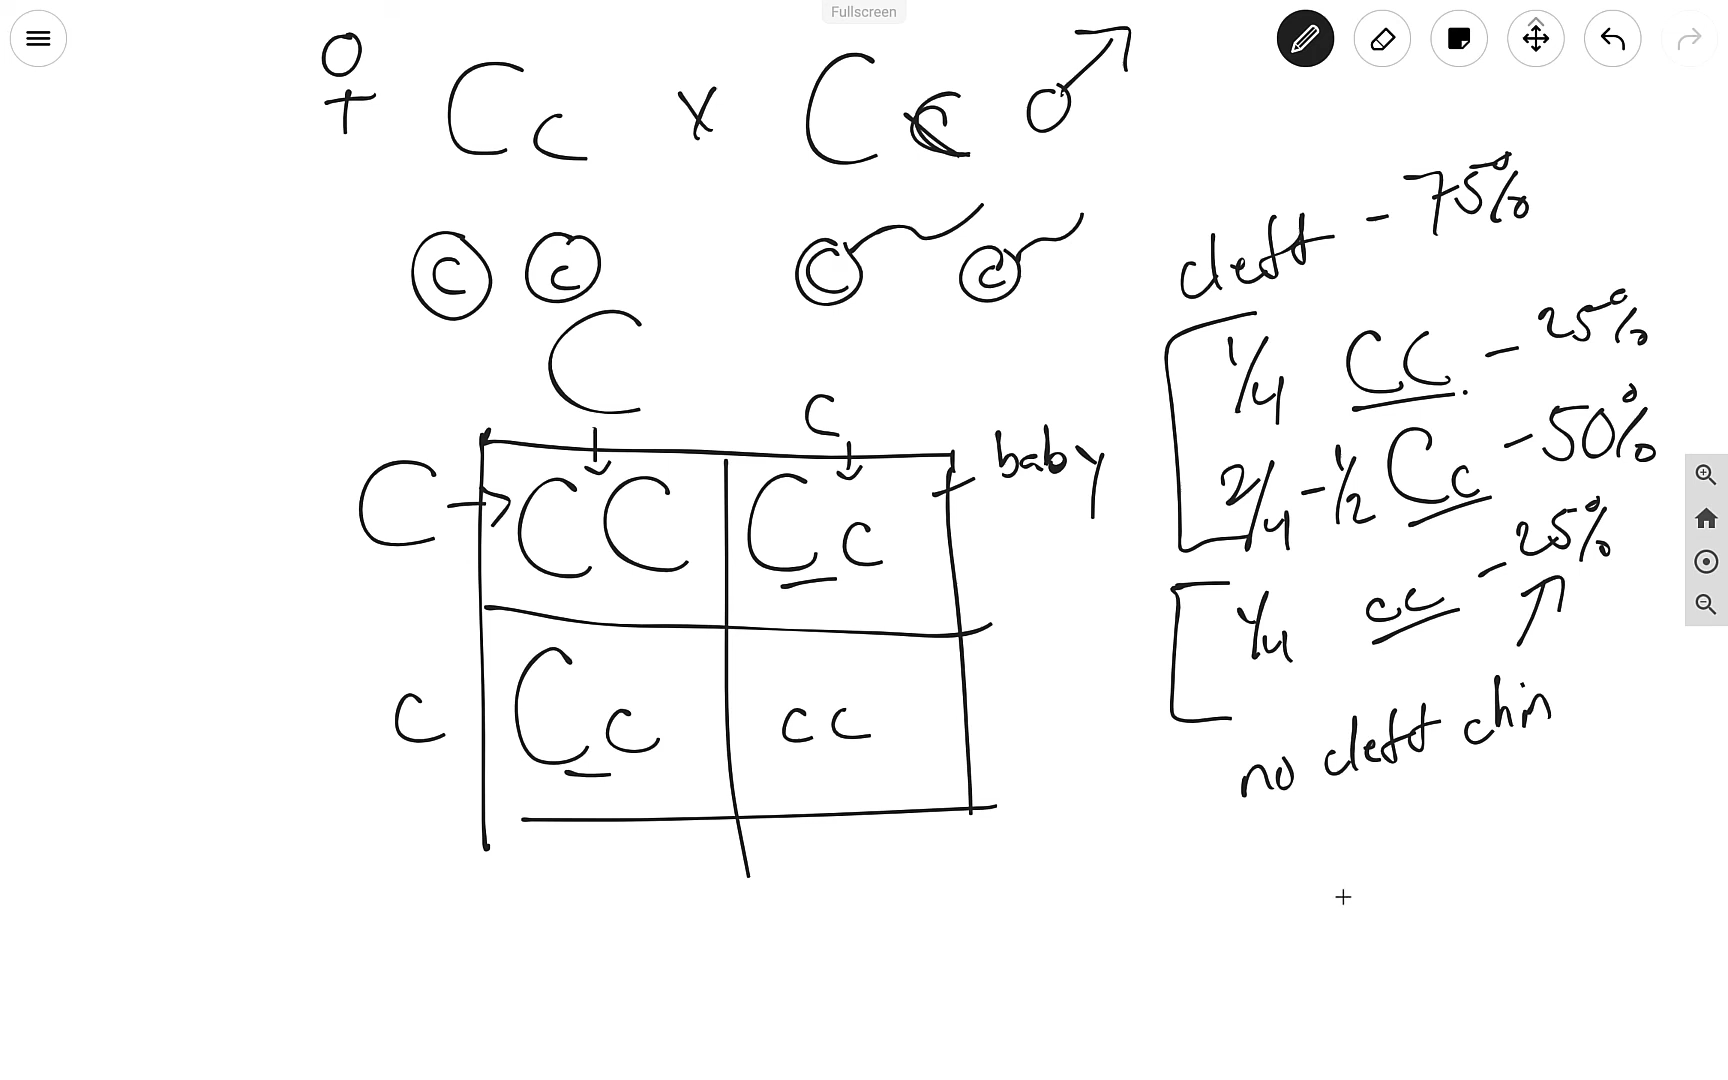 Fullscreen
♀ Cc x Cc ♂
C c C c
C c
C CC Cc baby
c Cc cc
cleft - 75%
1/4 CC - 25%
2/4 - 1/2 Cc - 50%
1/4 cc - 25%
no cleft chin